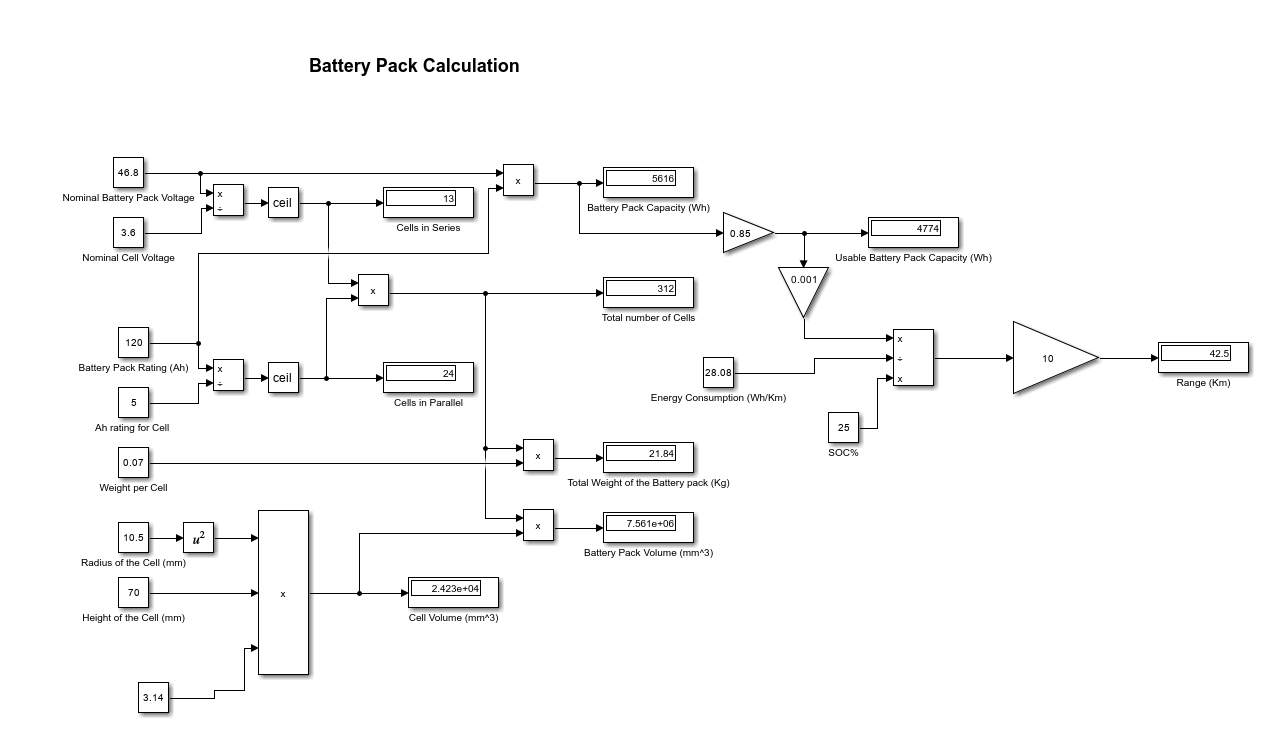 Battery Pack Calculation
46.8
Nominal Battery Pack Voltage
3.6
Nominal Cell Voltage
x
÷
ceil
13
Cells in Series
x
5616
Battery Pack Capacity (Wh)
0.85
4774
Usable Battery Pack Capacity (Wh)
0.001
x
312
Total number of Cells
120
Battery Pack Rating (Ah)
5
Ah rating for Cell
x
÷
ceil
24
Cells in Parallel
28.08
Energy Consumption (Wh/Km)
25
SOC%
x
÷
x
10
42.5
Range (Km)
0.07
Weight per Cell
x
21.84
Total Weight of the Battery pack (Kg)
10.5
Radius of the Cell (mm)
u²
70
Height of the Cell (mm)
3.14
x
x
7.561e+06
Battery Pack Volume (mm^3)
2.423e+04
Cell Volume (mm^3)